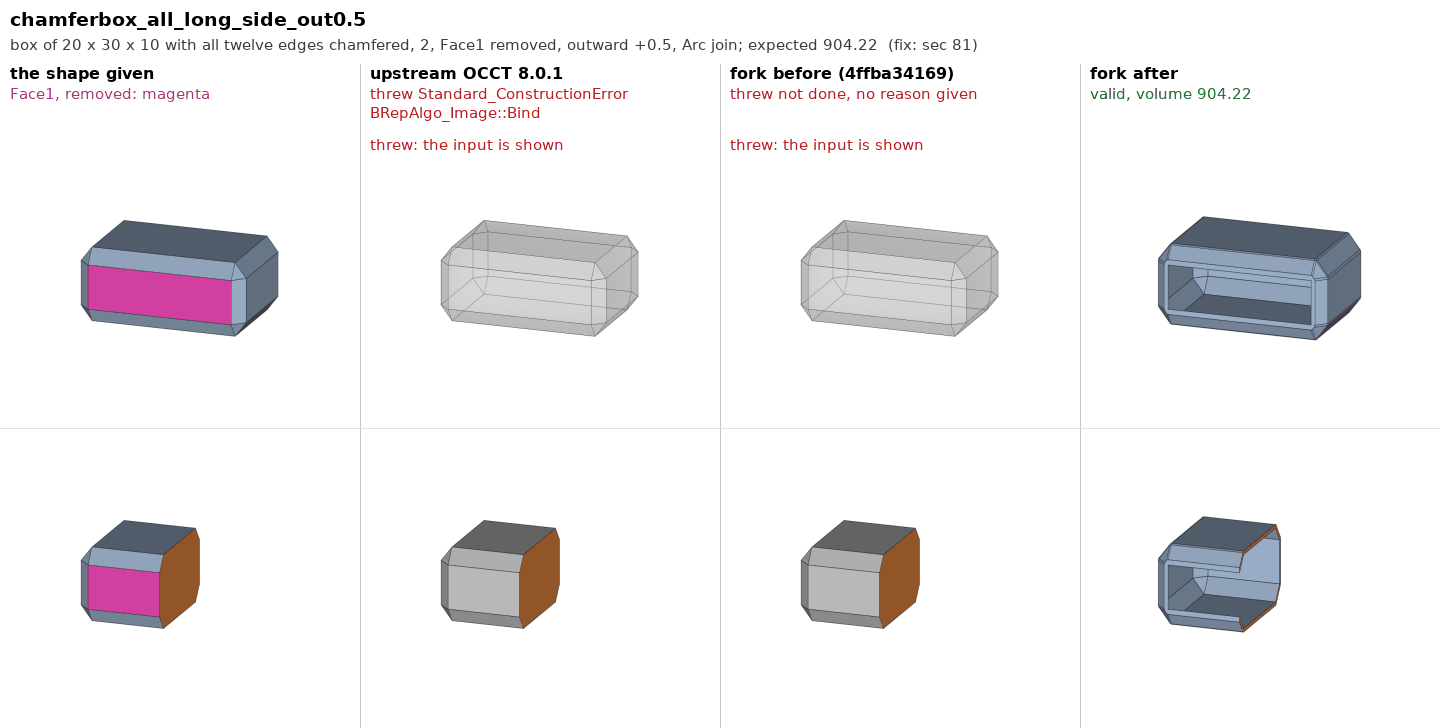 chamferbox_all_long_side_out0.5
box of 20 x 30 x 10 with all twelve edges chamfered, 2, Face1 removed, outward +0.5, Arc join; expected 904.22  (fix: sec 81)
the shape given
Face1, removed: magenta
upstream OCCT 8.0.1
threw Standard_ConstructionError
BRepAlgo_Image::Bind
threw: the input is shown
fork before (4ffba34169)
threw not done, no reason given
threw: the input is shown
fork after
valid, volume 904.22